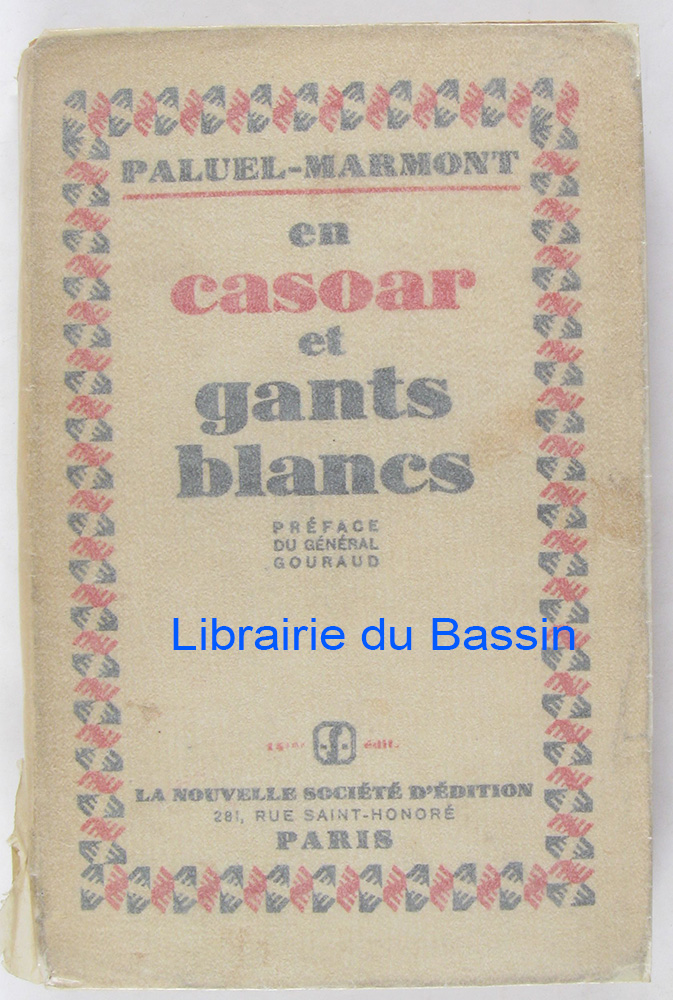 PALUEL-MARMONT
en
casoar
et
gants
blancs
PRÉFACE
DU GÉNÉRAL
GOURAUD
Librairie du Bassin
édit.
LA NOUVELLE SOCIÉTÉ D'ÉDITION
281, RUE SAINT-HONORÉ
PARIS